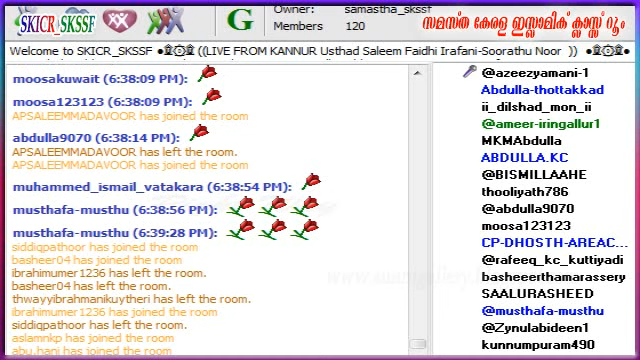 Owner: samastha_skssf
Members 120
SKICR_SKSSF
G
സമസ്ത കേരള ഇസ്ലാമിക് ക്ലാസ്സ് റൂം
Welcome to SKICR_SKSSF ((LIVE FROM KANNUR Usthad Saleem Faidhi Irafani-Soorathu Noor ))
moosakuwait (6:38:09 PM):
moosa123123 (6:38:09 PM):
APSALEEMMADAVOOR has joined the room
abdulla9070 (6:38:14 PM):
APSALEEMMADAVOOR has left the room.
APSALEEMMADAVOOR has joined the room
muhammed_ismail_vatakara (6:38:54 PM):
musthafa-musthu (6:38:56 PM):
musthafa-musthu (6:39:28 PM):
siddiqpathoor has joined the room
basheer04 has joined the room
ibrahimumer1236 has left the room.
basheer04 has left the room.
thwayyibrahmanikuytheri has left the room.
ibrahimumer1236 has joined the room
siddiqpathoor has left the room.
aslamnkp has joined the room
abu.hani has joined the room
@azeezyamani-1
Abdulla-thottakkad
ii_dilshad_mon_ii
@ameer-iringallur1
MKMAbdulla
ABDULLA.KC
@BISMILLAAHE
thooliyath786
@abdulla9070
moosa123123
CP-DHOSTH-AREAC...
@rafeeq_kc_kuttiyadi
basheeerthamarassery
SAALURASHEED
@musthafa-musthu
@Zynulabideen1
kunnumpuram490